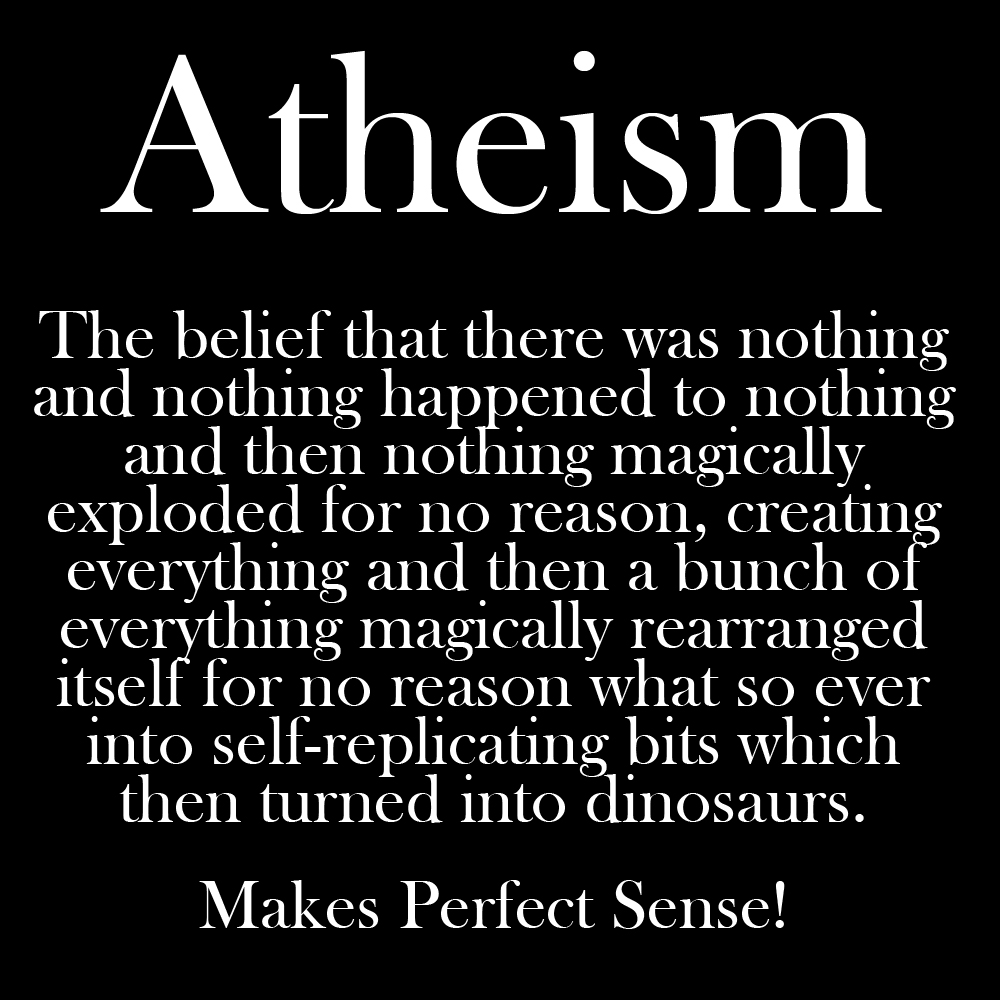 Atheism
The belief that there was nothing
and nothing happened to nothing
and then nothing magically
exploded for no reason, creating
everything and then a bunch of
everything magically rearranged
itself for no reason what so ever
into self-replicating bits which
then turned into dinosaurs.
Makes Perfect Sense!